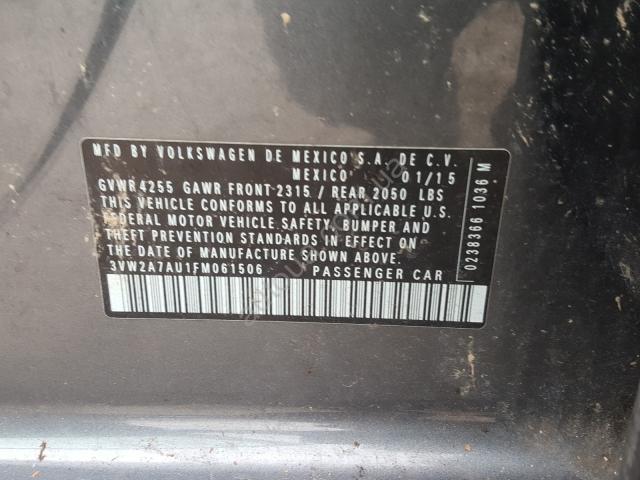 MFD BY VOLKSWAGEN DE MEXICO S.A. DE C.V.
MEXICO 01/15
GVWR 4255 GAWR FRONT 2315 / REAR 2050 LBS
THIS VEHICLE CONFORMS TO ALL APPLICABLE U.S.
FEDERAL MOTOR VEHICLE SAFETY, BUMPER AND
THEFT PREVENTION STANDARDS IN EFFECT ON
THE DATE OF MANUFACTURE SHOWN ABOVE.
3VW2A7AU1FM061506 PASSENGER CAR
0238366 1036 M